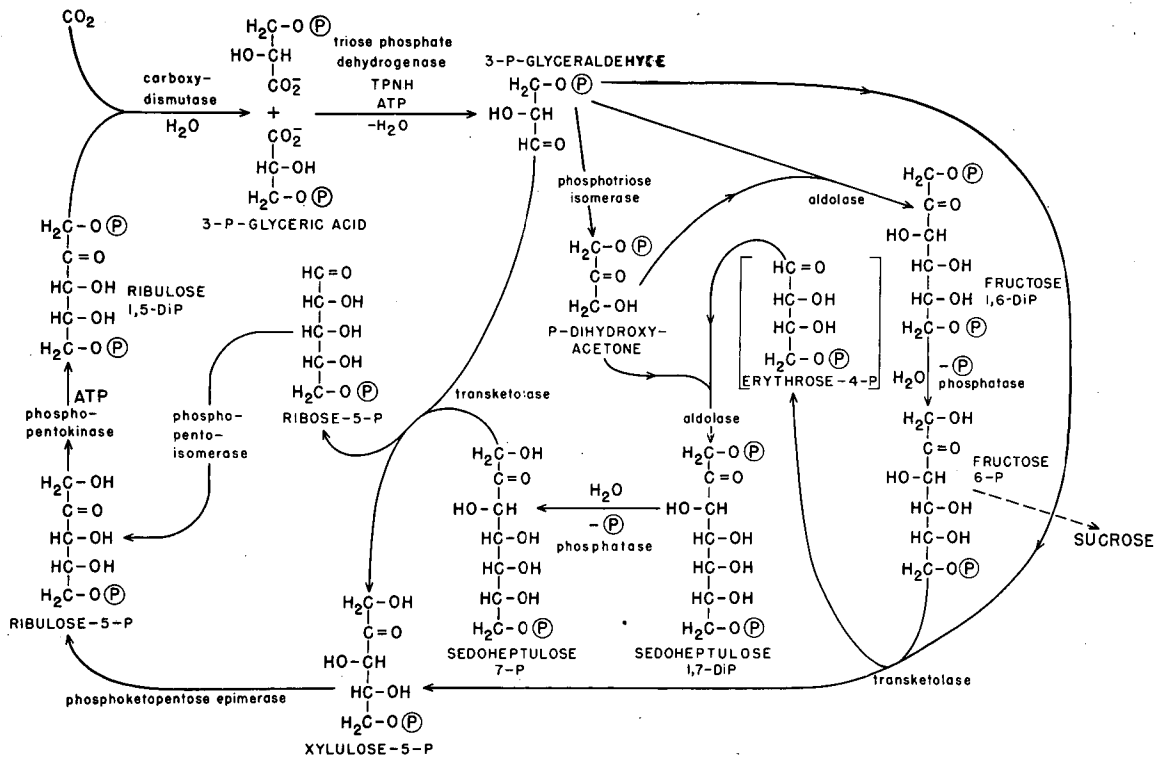 CO2
H2C-O P
HO-CH
CO2-
+
CO2-
HC-OH
H2C-O P
3-P-GLYCERIC ACID
carboxy-
dismutase
H2O
triose phosphate
dehydrogenase
TPNH
ATP
-H2O
3-P-GLYCERALDEHYDE
H2C-O P
HO-CH
HC=O
phosphotriose
isomerase
aldolase
H2C-O P
C=O
H2C-OH
P-DIHYDROXY-
ACETONE
HC=O
HC-OH
HC-OH
H2C-O P
ERYTHROSE-4-P
H2C-O P
C=O
HO-CH
HC-OH
HC-OH
H2C-O P
FRUCTOSE
1,6-DiP
H2O
-P
phosphatase
H2C-OH
C=O
HO-CH
HC-OH
HC-OH
H2C-O P
FRUCTOSE
6-P
SUCROSE
H2C-O P
C=O
HC-OH
HC-OH
H2C-O P
RIBULOSE
1,5-DiP
ATP
phospho-
pentokinase
H2C-OH
C=O
HC-OH
HC-OH
H2C-O P
RIBULOSE-5-P
HC=O
HC-OH
HC-OH
HC-OH
H2C-O P
RIBOSE-5-P
phospho-
pento-
isomerase
transketolase
H2C-OH
C=O
HO-CH
HC-OH
HC-OH
HC-OH
H2C-O P
SEDOHEPTULOSE
7-P
H2O
-P
phosphatase
aldolase
H2C-O P
C=O
HO-CH
HC-OH
HC-OH
HC-OH
H2C-O P
SEDOHEPTULOSE
1,7-DiP
transketolase
H2C-OH
C=O
HO-CH
HC-OH
H2C-O P
XYLULOSE-5-P
phosphoketopentose epimerase